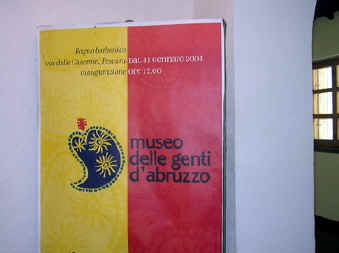 Bagno borbonico
via delle Caserme, Pescara dal 31 gennaio 2004
inaugurazione ore 17.00
museo
delle genti
d'abruzzo